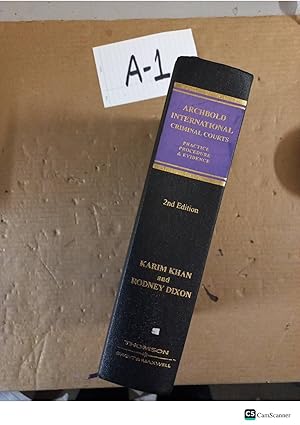 A-1
ARCHBOLD
INTERNATIONAL
CRIMINAL COURTS
PRACTICE
PROCEDURE
& EVIDENCE
2nd Edition
KARIM KHAN
and
RODNEY DIXON
THOMSON
SWEET & MAXWELL
CS CamScanner